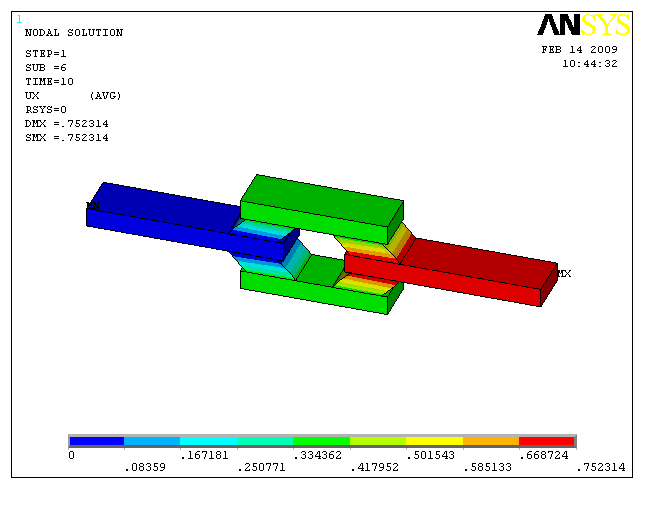 1
ANSYS
NODAL SOLUTION
FEB 14 2009
10:44:32
STEP=1
SUB =6
TIME=10
UX (AVG)
RSYS=0
DMX =.752314
SMX =.752314
MN
MX
0 .167181 .334362 .501543 .668724
.08359 .250771 .417952 .585133 .752314